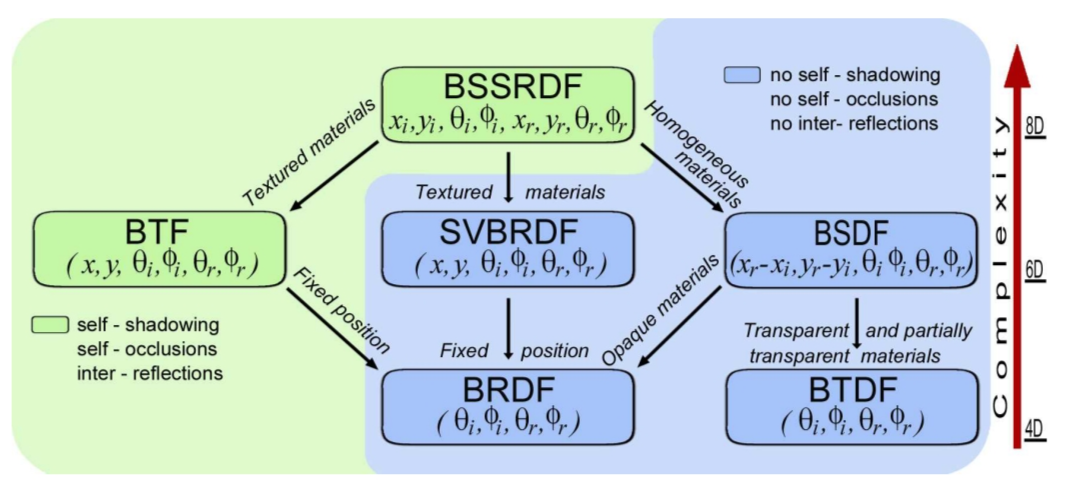 BSSRDF
xᵢ, yᵢ, θᵢ,ϕᵢ, xᵣ, yᵣ,θᵣ,ϕᵣ
no self - shadowing
no self - occlusions
no inter- reflections
Textured materials
Textured materials
Homogeneous
materials
BTF
( x, y, θᵢ,ϕᵢ,θᵣ,ϕᵣ )
SVBRDF
( x, y, θᵢ,ϕᵢ,θᵣ,ϕᵣ )
BSDF
(xᵣ-xᵢ,yᵣ-yᵢ,θᵢ ϕᵢ,θᵣ,ϕᵣ)
self - shadowing
self - occlusions
inter - reflections
Fixed position
Fixed position
Opaque materials
Transparent and partially
transparent materials
BRDF
( θᵢ,ϕᵢ,θᵣ,ϕᵣ )
BTDF
( θᵢ,ϕᵢ,θᵣ,ϕᵣ )
Complexity
8D
6D
4D